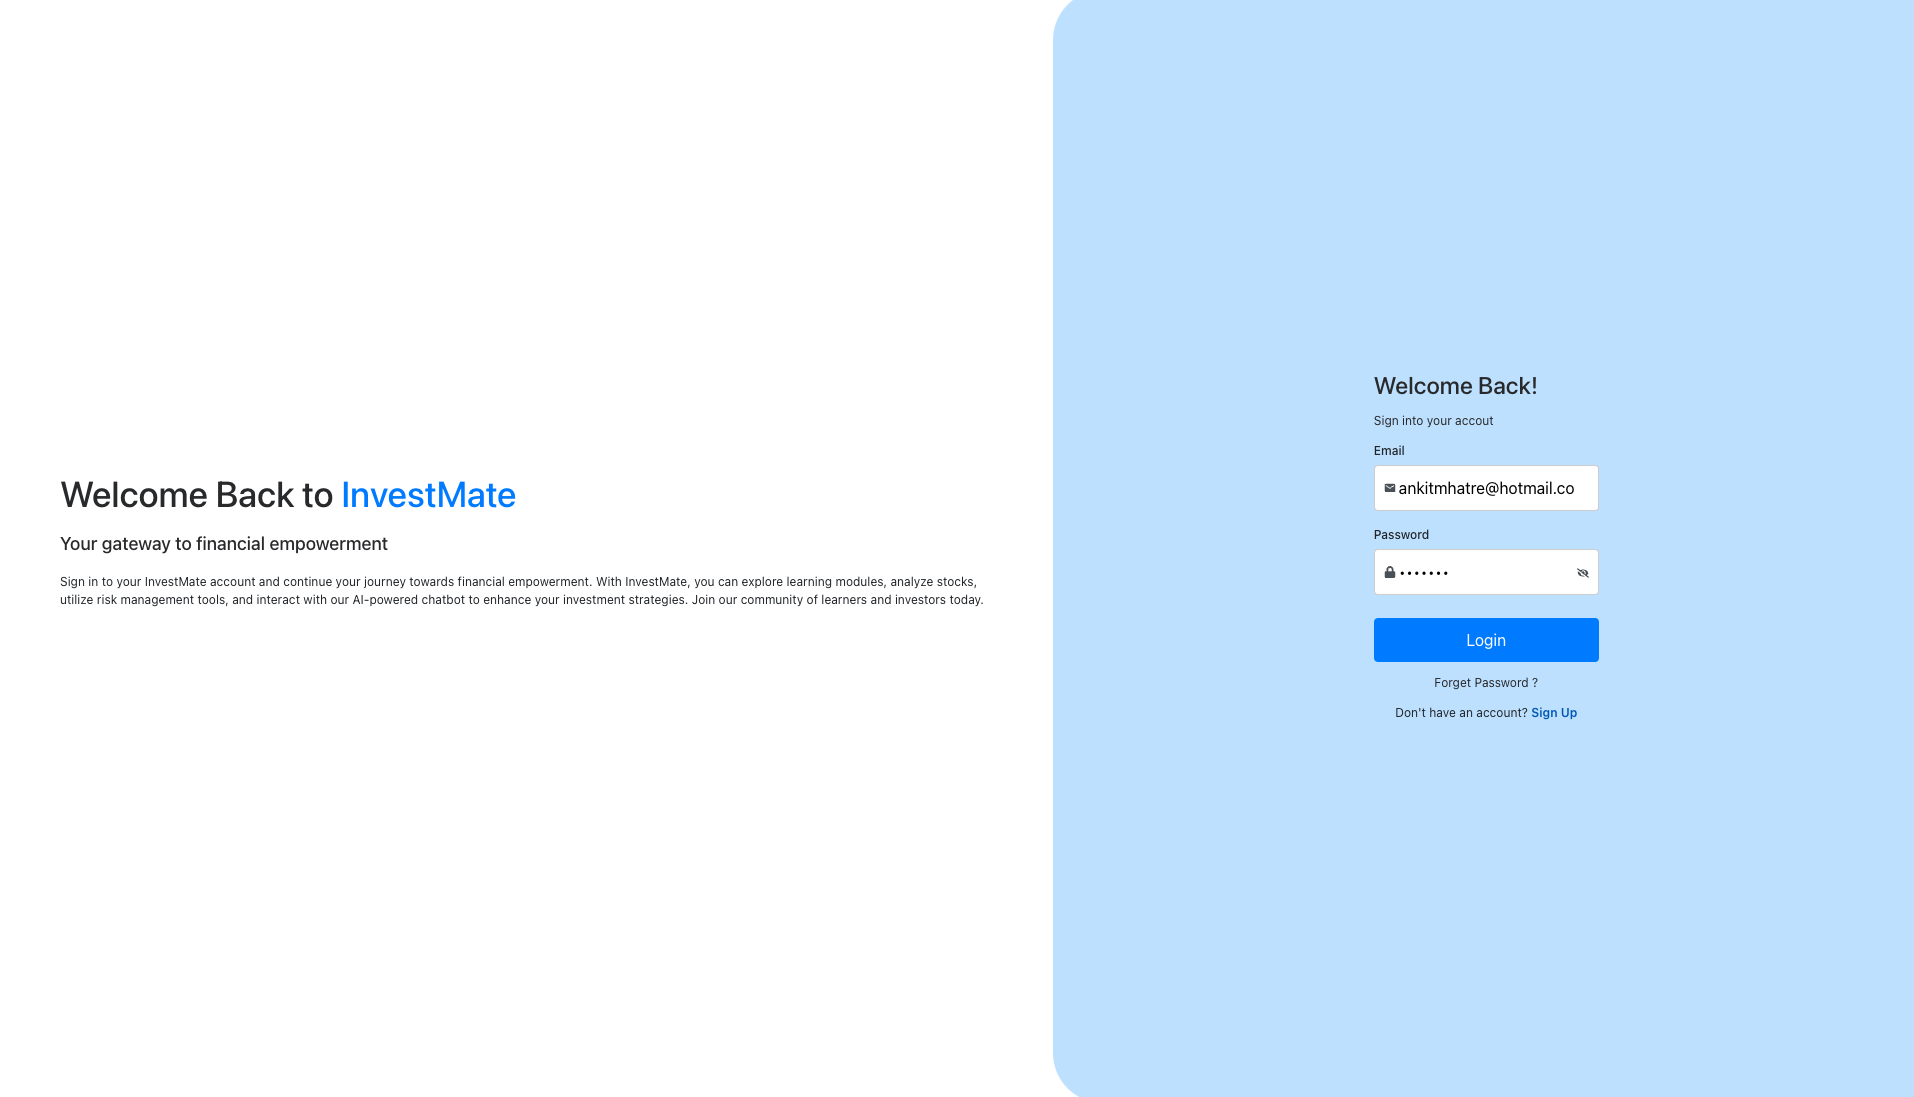 Welcome Back to InvestMate
Your gateway to financial empowerment
Sign in to your InvestMate account and continue your journey towards financial empowerment. With InvestMate, you can explore learning modules, analyze stocks,
utilize risk management tools, and interact with our AI-powered chatbot to enhance your investment strategies. Join our community of learners and investors today.
Welcome Back!
Sign into your accout
Email
ankitmhatre@hotmail.co
Password
•••••••
Login
Forget Password ?
Don't have an account? Sign Up